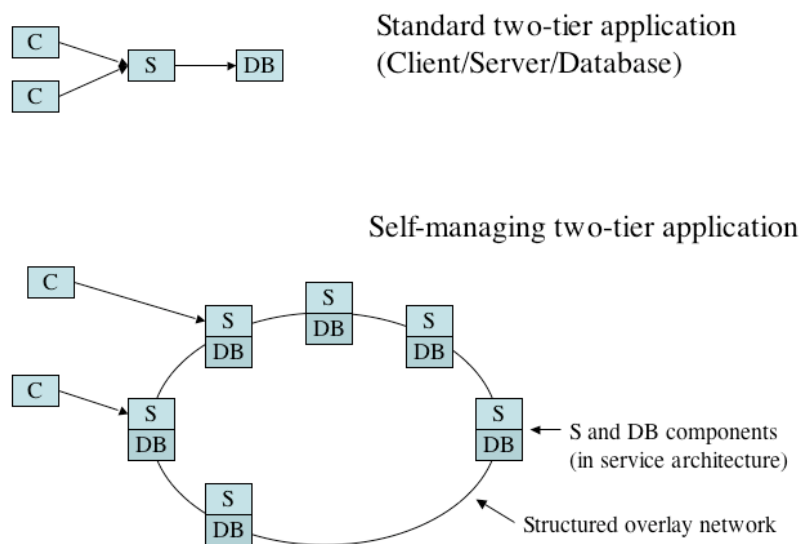 Standard two-tier application
(Client/Server/Database)
C
C
S
DB
Self-managing two-tier application
C
C
S
DB
S
DB
S
DB
S
DB
S
DB
S
DB
S and DB components
(in service architecture)
Structured overlay network